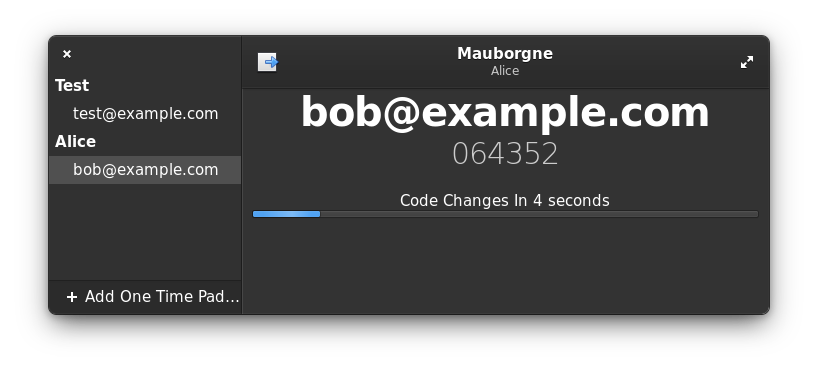 Test
test@example.com
Alice
bob@example.com
+ Add One Time Pad...
Mauborgne
Alice
bob@example.com
064352
Code Changes In 4 seconds